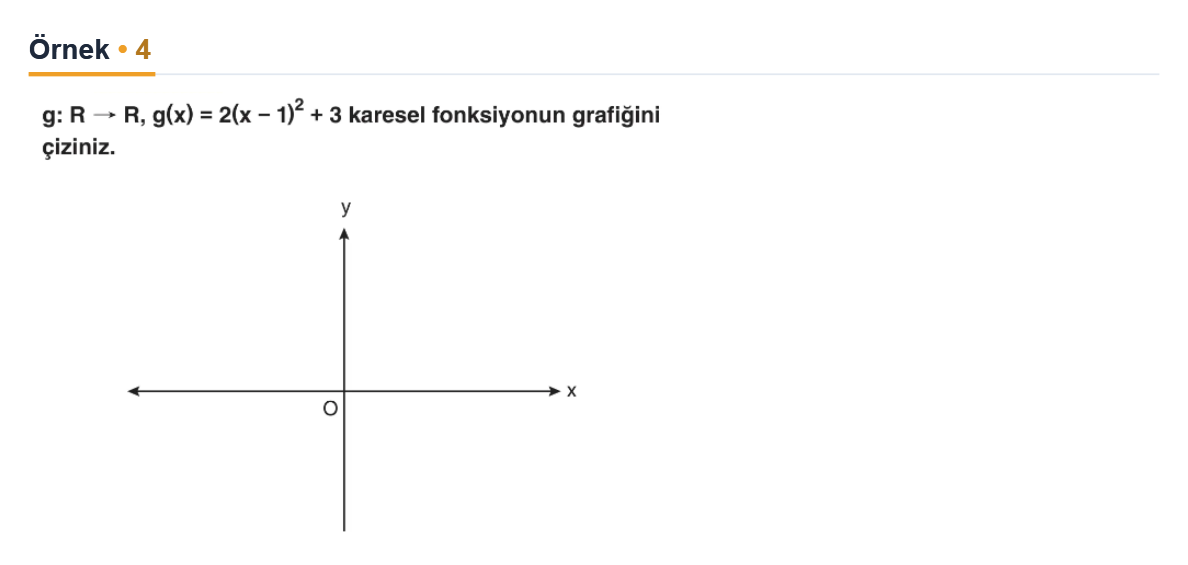 Örnek • 4
g: R → R, g(x) = 2(x – 1)² + 3 karesel fonksiyonun grafiğini
çiziniz.
y
x
O